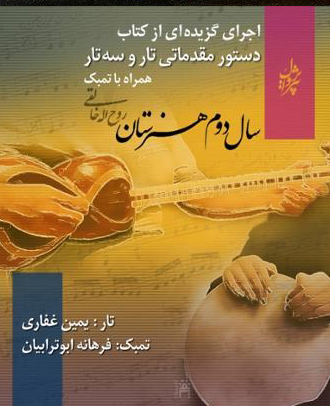 اجرای گزیده‌ای از کتاب
دستور مقدماتی تار و سه‌تار
همراه با تمبک
روح الله خالقی
سال دوم هنرستان
تار : یمین غفاری
تمبک: فرهانه ابوترابیان